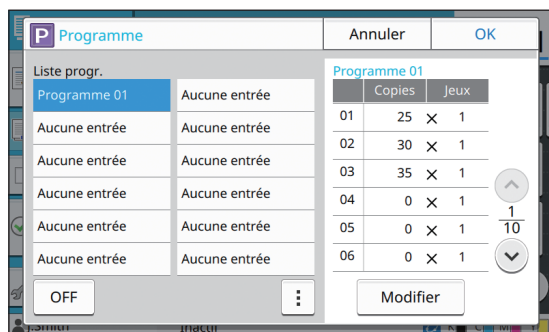 P Programme Annuler OK
Liste progr. Programme 01
Programme 01 Aucune entrée Copies Jeux
Aucune entrée Aucune entrée 01 25 × 1
Aucune entrée Aucune entrée 02 30 × 1
Aucune entrée Aucune entrée 03 35 × 1
Aucune entrée Aucune entrée 04 0 × 1
Aucune entrée Aucune entrée 05 0 × 1
06 0 × 1
1
10
OFF Modifier
J.Smith Inactif K C M Y